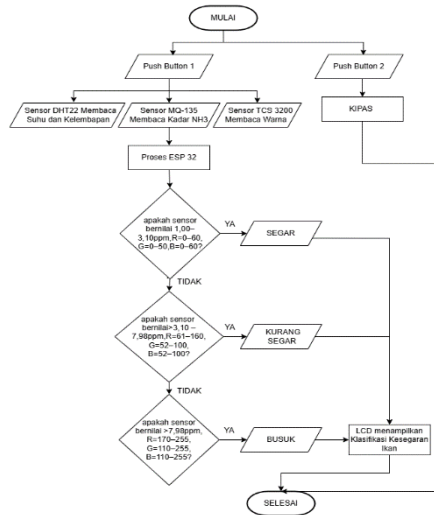 MULAI
Push Button 1
Push Button 2
Sensor DHT22 Membaca
Suhu dan Kelembapan
Sensor MQ-135
Membaca Kadar NH3
Sensor TCS 3200
Membaca Warna
KIPAS
Proses ESP 32
apakah sensor
bernilai 1,00–
3,10ppm,R=0–60,
G=0–50,B=0–60?
YA
SEGAR
TIDAK
apakah sensor
bernilai>3,10 –
7,98ppm,R=61–160,
G=52–100,
B=52–100?
YA
KURANG
SEGAR
TIDAK
apakah sensor
bernilai >7,98ppm,
R=170–255,
G=110–255,
B=110–255?
YA
BUSUK
LCD menampilkan
Klasifikasi Kesegaran
Ikan
SELESAI